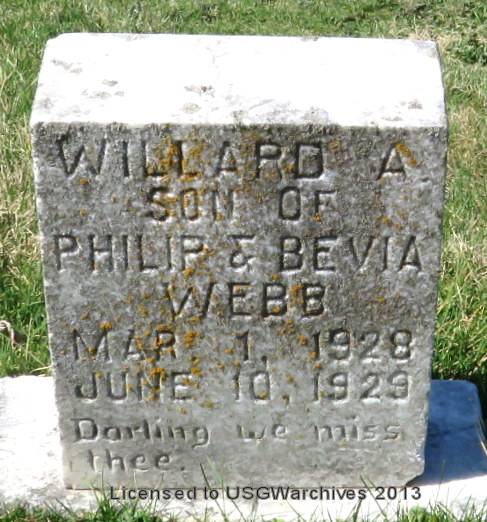 WILLARD A
SON OF
PHILIP & BEVIA
WEBB
MAR. 1, 1928
JUNE 10, 1929
Darling we miss
thee.
Licensed to USGWarchives 2013